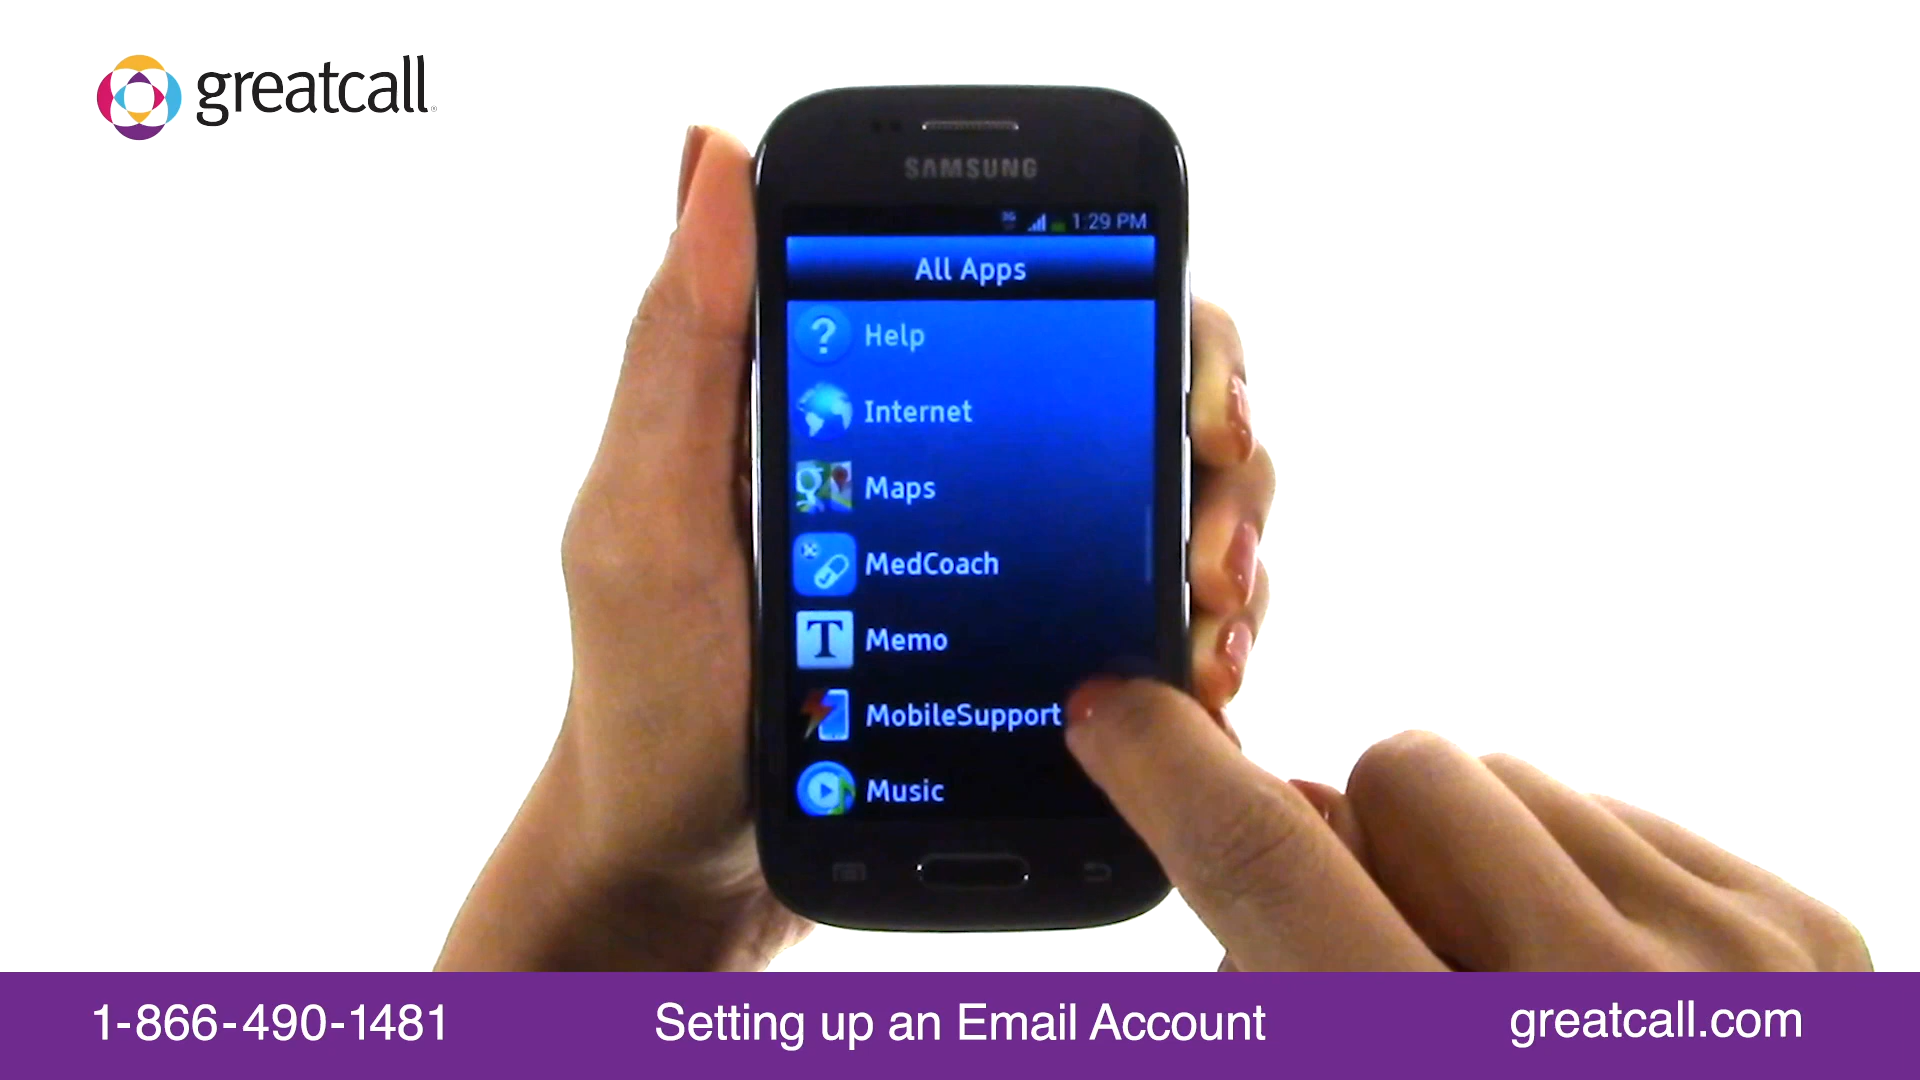 greatcall
SAMSUNG
3G
1:29 PM
All Apps
? Help
Internet
Maps
MedCoach
T Memo
MobileSupport
Music
1-866-490-1481
Setting up an Email Account
greatcall.com